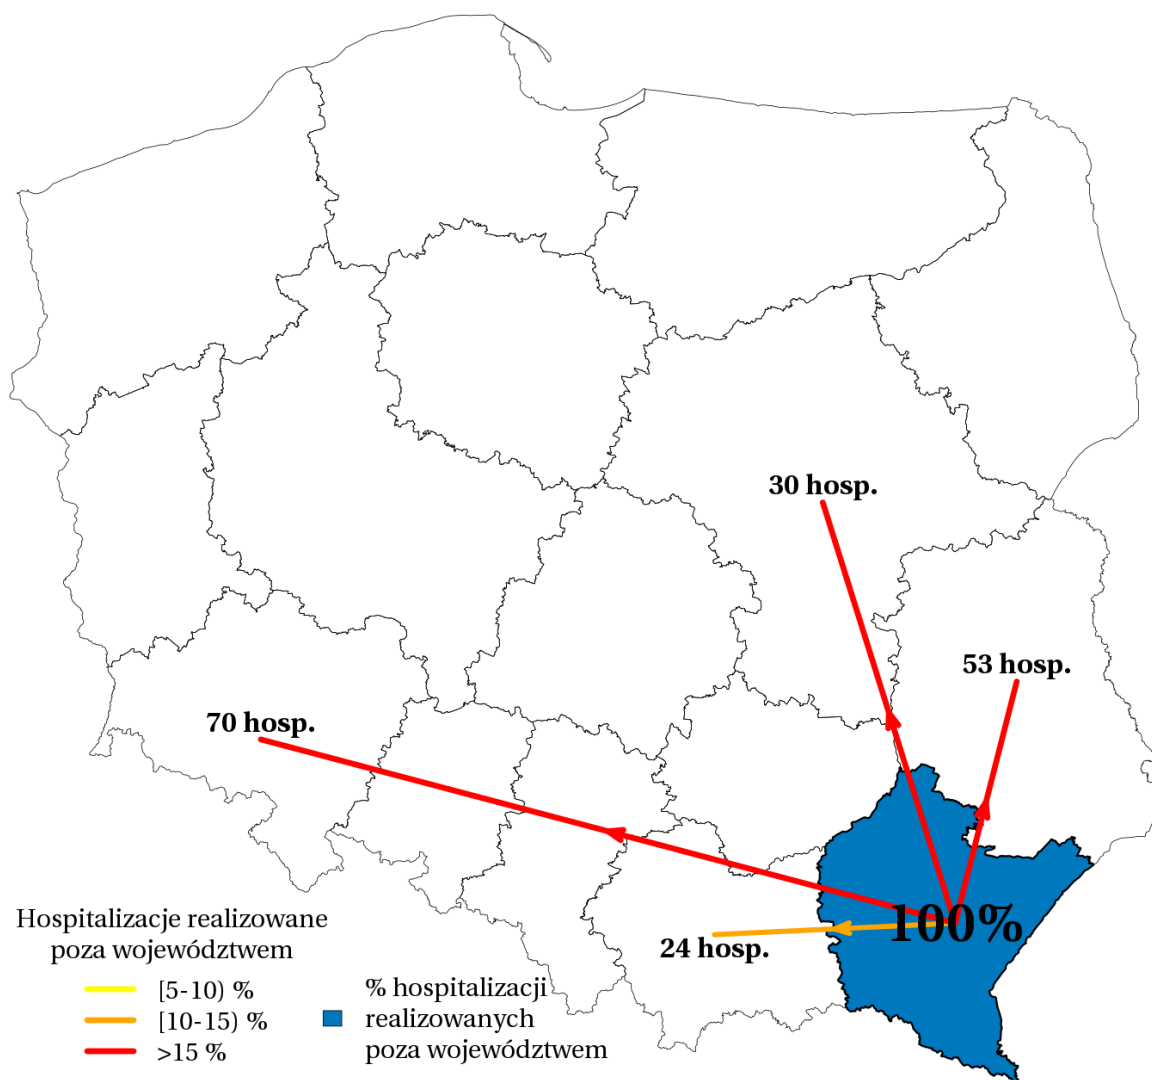 30 hosp.
53 hosp.
70 hosp.
100%
24 hosp.
Hospitalizacje realizowane
poza województwem
[5-10) %
[10-15) %
>15 %
% hospitalizacji
realizowanych
poza województwem